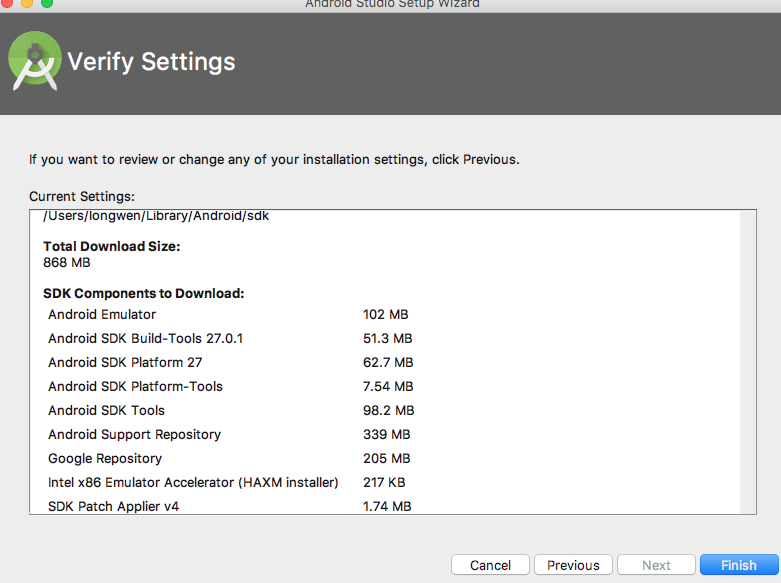 Android Studio Setup Wizard
Verify Settings
If you want to review or change any of your installation settings, click Previous.
Current Settings:
/Users/longwen/Library/Android/sdk
Total Download Size:
868 MB
SDK Components to Download:
Android Emulator 102 MB
Android SDK Build-Tools 27.0.1 51.3 MB
Android SDK Platform 27 62.7 MB
Android SDK Platform-Tools 7.54 MB
Android SDK Tools 98.2 MB
Android Support Repository 339 MB
Google Repository 205 MB
Intel x86 Emulator Accelerator (HAXM installer) 217 KB
SDK Patch Applier v4 1.74 MB
Cancel Previous Next Finish